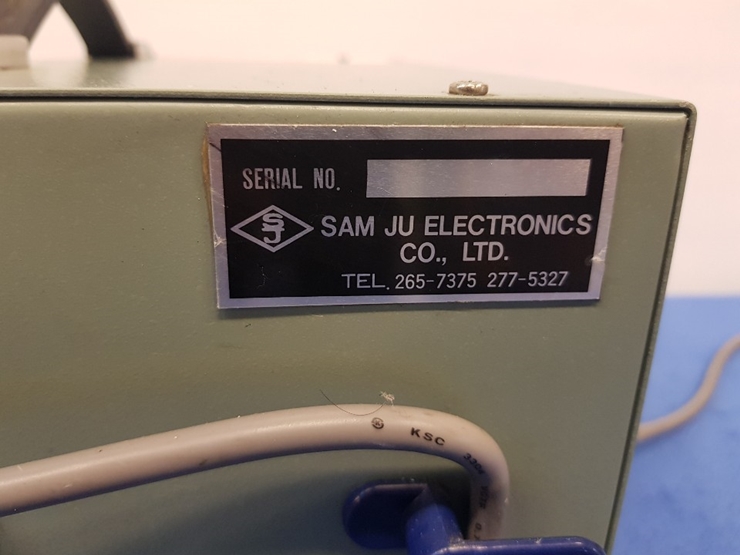 SERIAL NO.
SJ
SAM JU ELECTRONICS
CO., LTD.
TEL. 265-7375 277-5327
® KSC